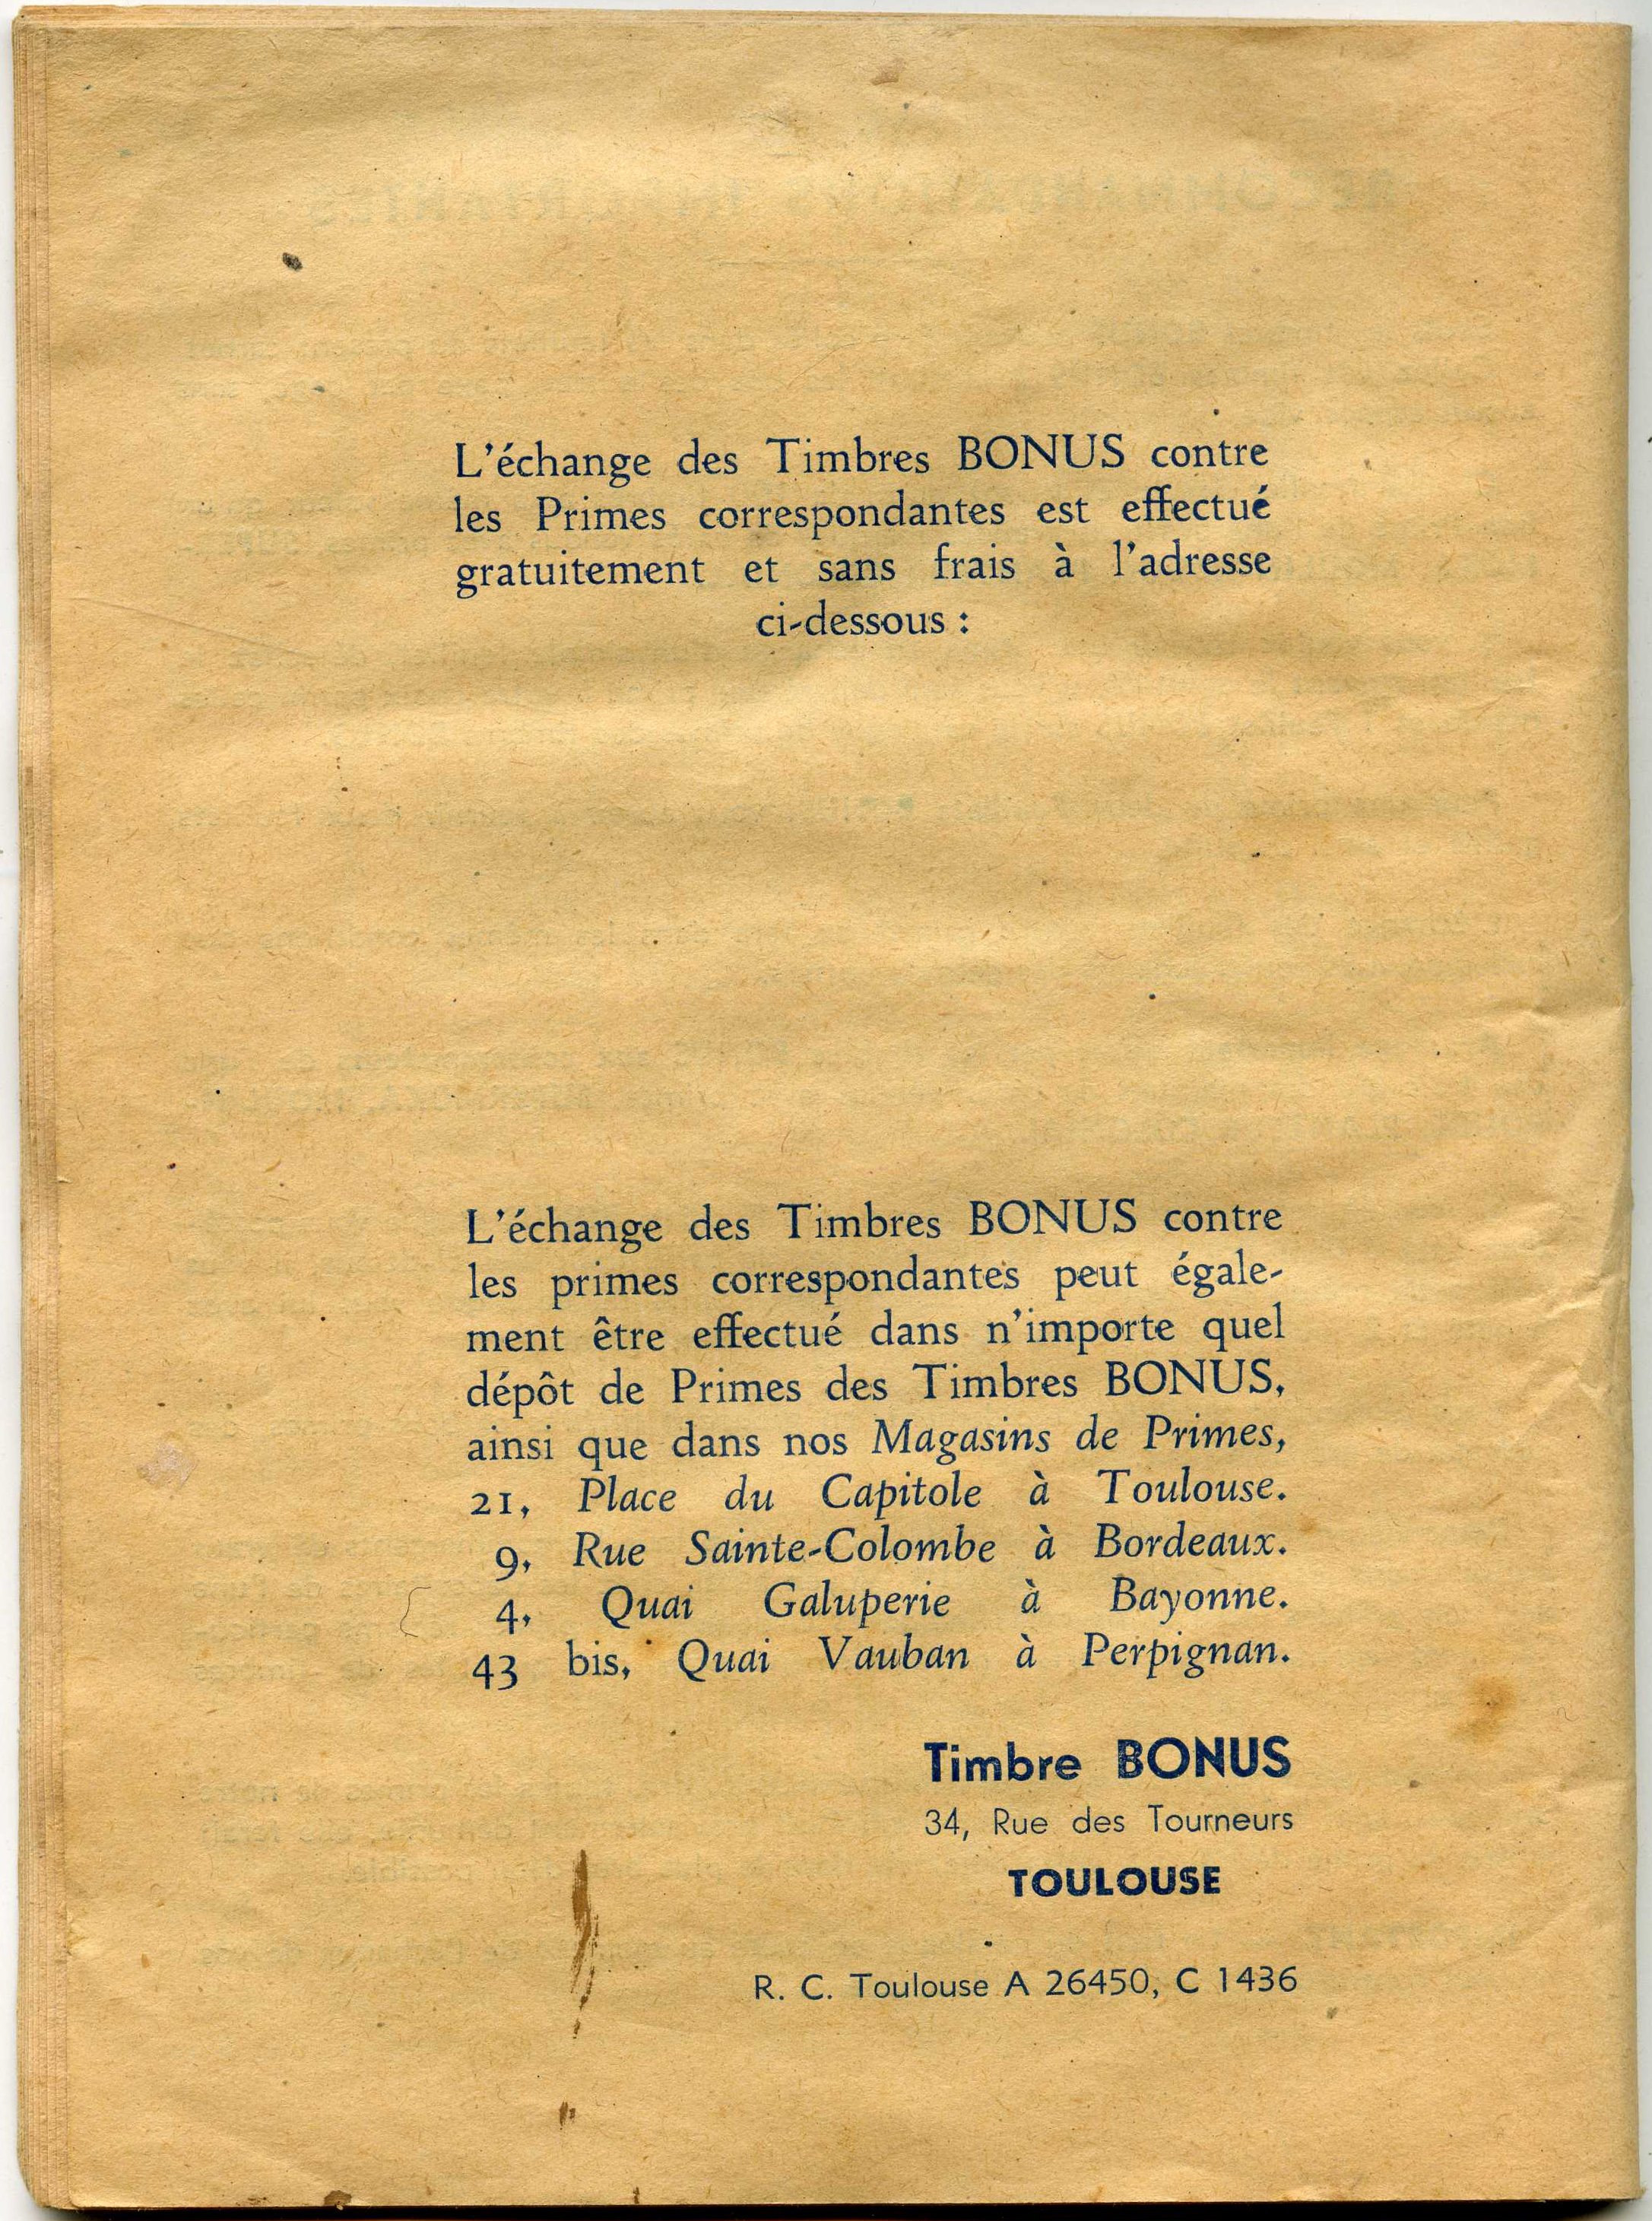 L'échange des Timbres BONUS contre
les Primes correspondantes est effectué
gratuitement et sans frais à l'adresse
ci-dessous :
L'échange des Timbres BONUS contre
les primes correspondantes peut égale-
ment être effectué dans n'importe quel
dépôt de Primes des Timbres BONUS,
ainsi que dans nos Magasins de Primes,
21, Place du Capitole à Toulouse.
9, Rue Sainte-Colombe à Bordeaux.
4, Quai Galuperie à Bayonne.
43 bis, Quai Vauban à Perpignan.
Timbre BONUS
34, Rue des Tourneurs
TOULOUSE
R. C. Toulouse A 26450, C 1436